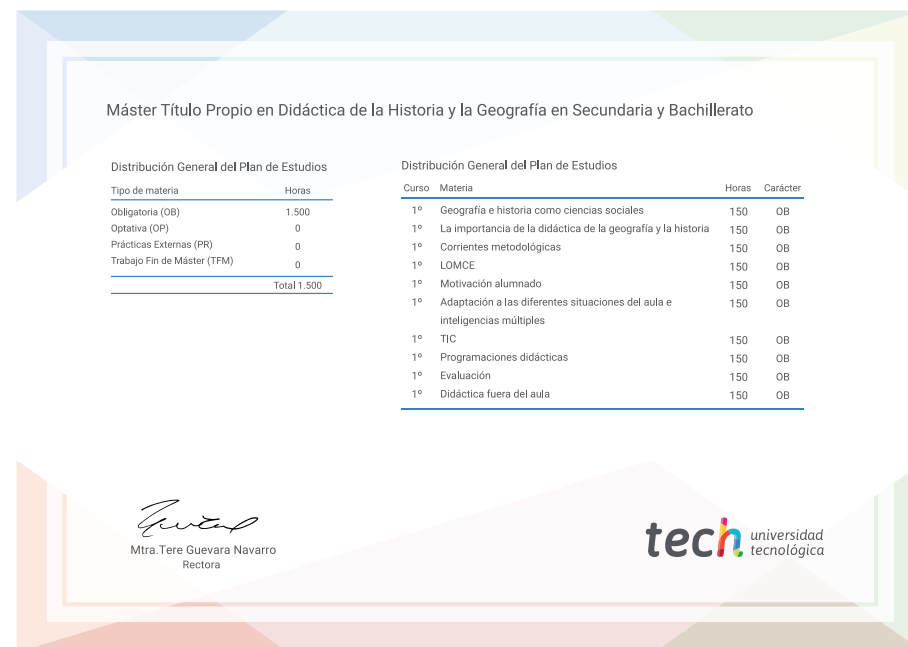 Máster Título Propio en Didáctica de la Historia y la Geografía en Secundaria y Bachillerato
Distribución General del Plan de Estudios
Tipo de materia Horas
Obligatoria (OB) 1.500
Optativa (OP) 0
Prácticas Externas (PR) 0
Trabajo Fin de Máster (TFM) 0
Total 1.500
Distribución General del Plan de Estudios
Curso Materia Horas Carácter
1º Geografía e historia como ciencias sociales 150 OB
1º La importancia de la didáctica de la geografía y la historia 150 OB
1º Corrientes metodológicas 150 OB
1º LOMCE 150 OB
1º Motivación alumnado 150 OB
1º Adaptación a las diferentes situaciones del aula e 150 OB
inteligencias múltiples
1º TIC 150 OB
1º Programaciones didácticas 150 OB
1º Evaluación 150 OB
1º Didáctica fuera del aula 150 OB
Mtra.Tere Guevara Navarro
Rectora
tech universidad
tecnológica